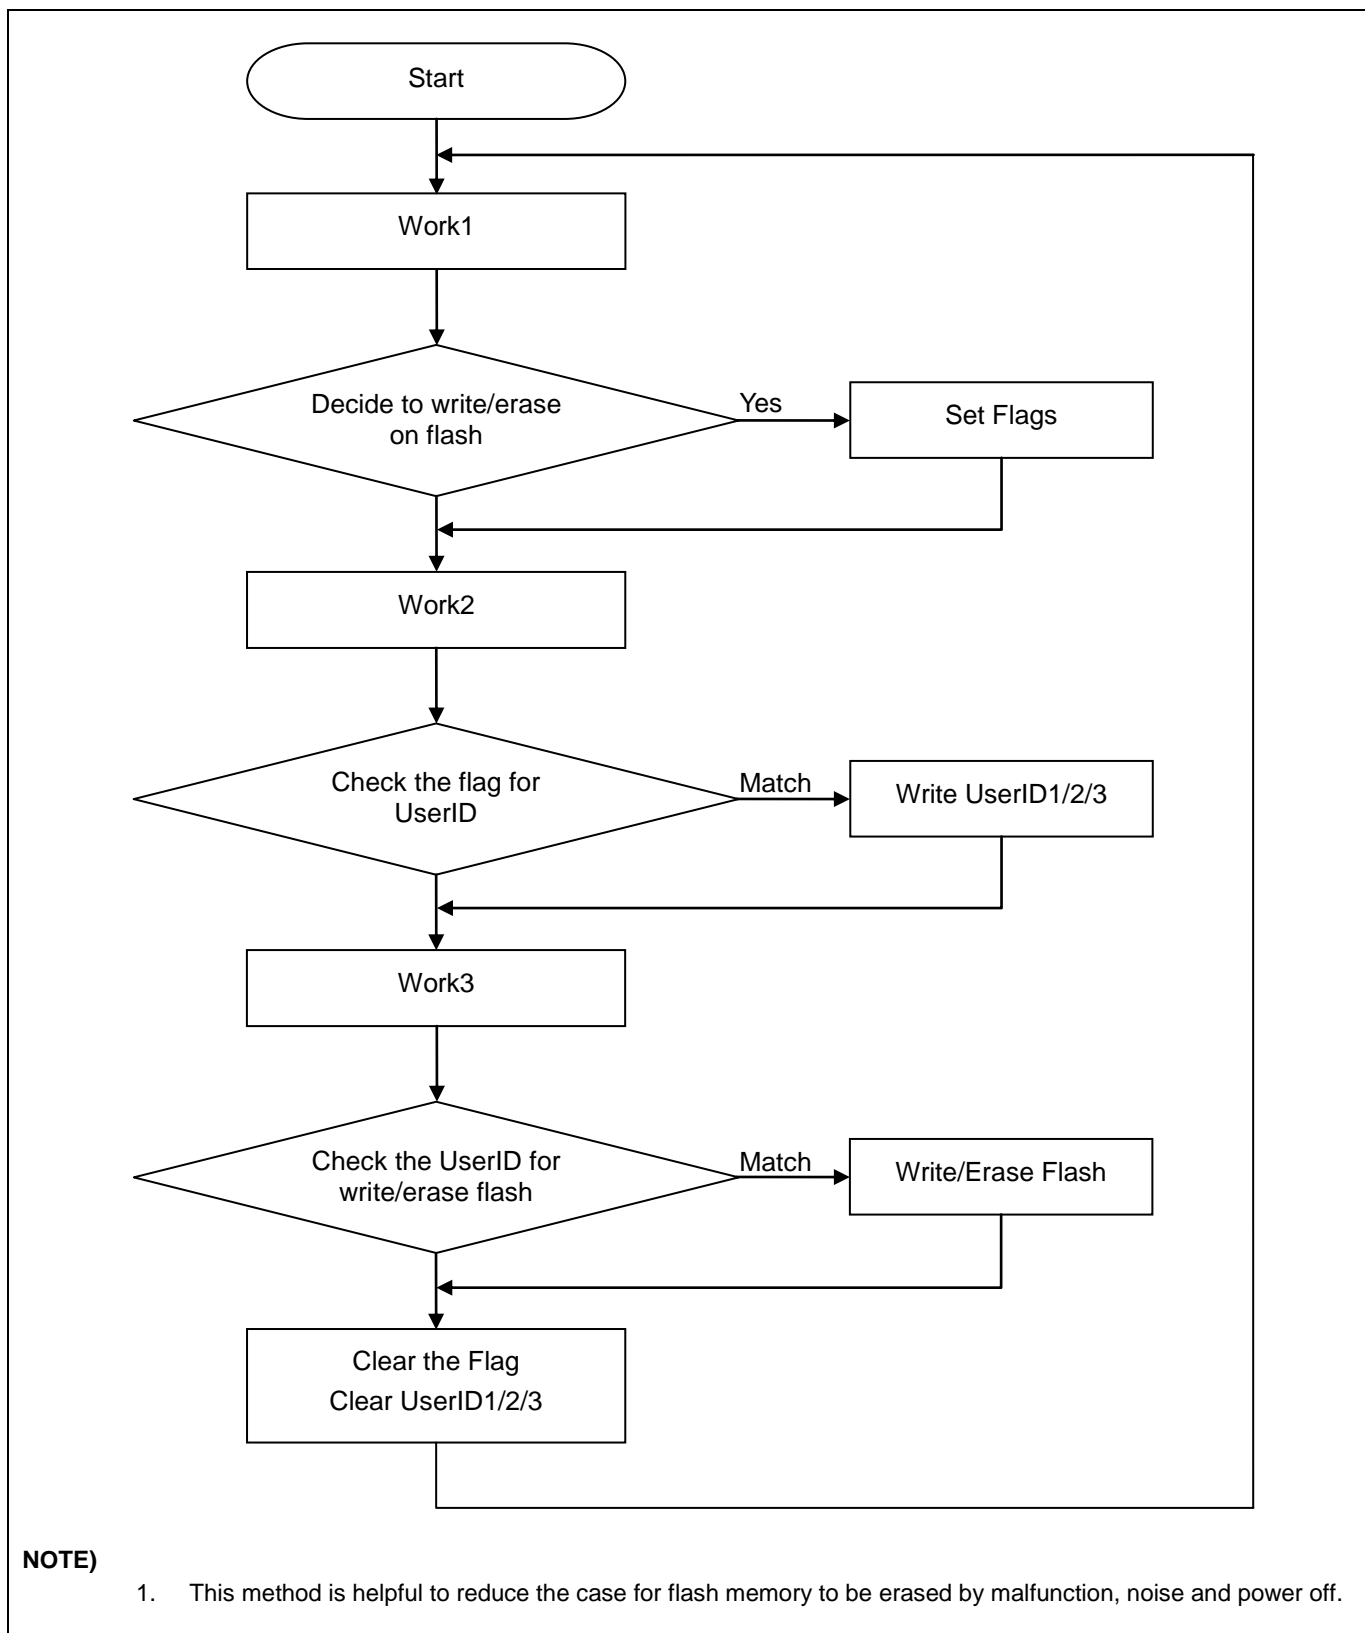 Start
Work1
Decide to write/erase
on flash
Yes
Set Flags
Work2
Check the flag for
UserID
Match
Write UserID1/2/3
Work3
Check the UserID for
write/erase flash
Match
Write/Erase Flash
Clear the Flag
Clear UserID1/2/3
NOTE)
1. This method is helpful to reduce the case for flash memory to be erased by malfunction, noise and power off.